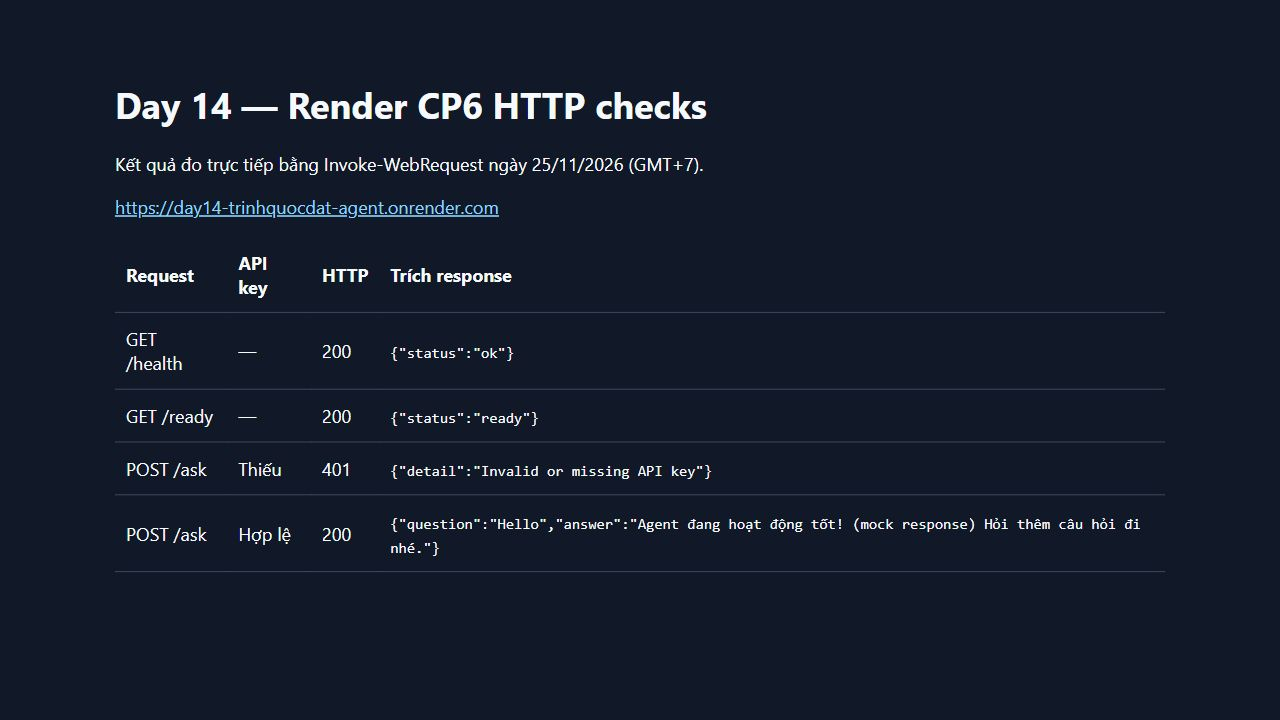 Day 14 — Render CP6 HTTP checks
Kết quả đo trực tiếp bằng Invoke-WebRequest ngày 25/11/2026 (GMT+7).
https://day14-trinhquocdat-agent.onrender.com
Request API key HTTP Trích response
GET /health — 200 {"status":"ok"}
GET /ready — 200 {"status":"ready"}
POST /ask Thiếu 401 {"detail":"Invalid or missing API key"}
POST /ask Hợp lệ 200 {"question":"Hello","answer":"Agent đang hoạt động tốt! (mock response) Hỏi thêm câu hỏi đi
nhé."}